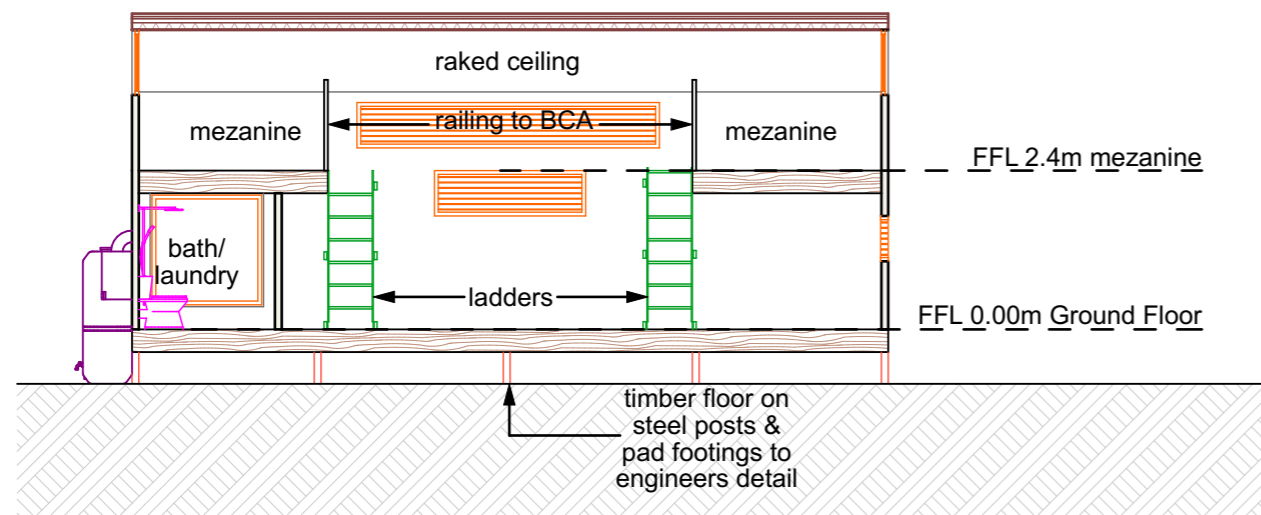 raked ceiling
mezanine
railing to BCA
mezanine
FFL 2.4m mezanine
bath/
laundry
ladders
FFL 0.00m Ground Floor
timber floor on
steel posts &
pad footings to
engineers detail